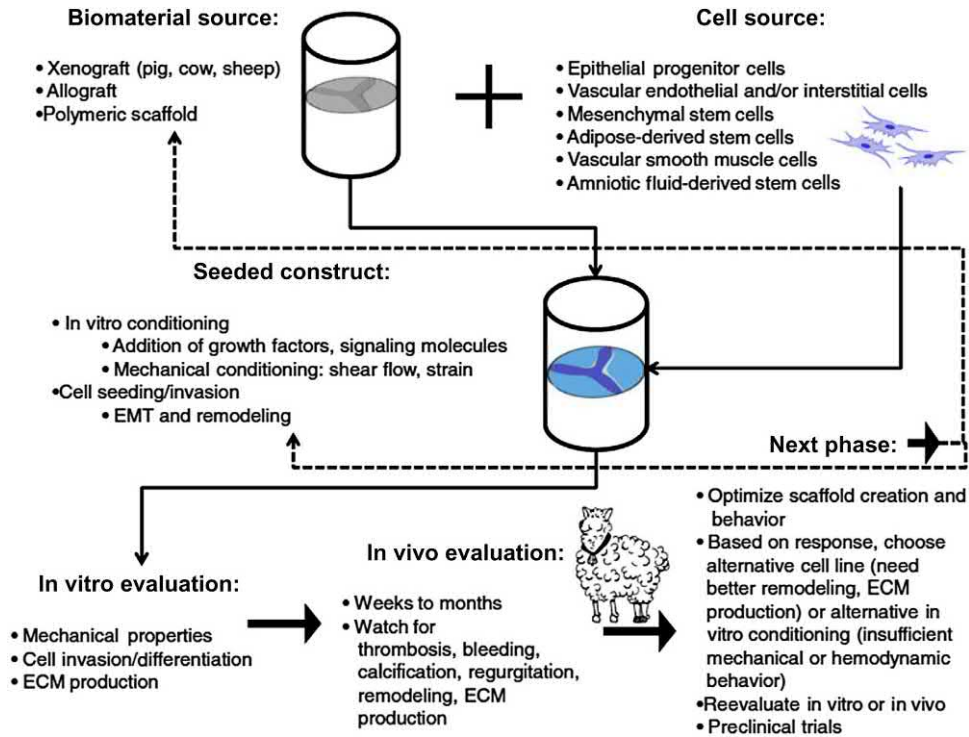 Biomaterial source:
• Xenograft (pig, cow, sheep)
• Allograft
•Polymeric scaffold
Cell source:
• Epithelial progenitor cells
• Vascular endothelial and/or interstitial cells
• Mesenchymal stem cells
• Adipose-derived stem cells
• Vascular smooth muscle cells
• Amniotic fluid-derived stem cells
Seeded construct:
• In vitro conditioning
• Addition of growth factors, signaling molecules
• Mechanical conditioning: shear flow, strain
•Cell seeding/invasion
• EMT and remodeling
In vitro evaluation:
• Mechanical properties
• Cell invasion/differentiation
• ECM production
In vivo evaluation:
• Weeks to months
• Watch for
thrombosis, bleeding,
calcification, regurgitation,
remodeling, ECM
production
Next phase:
• Optimize scaffold creation and
behavior
• Based on response, choose
alternative cell line (need
better remodeling, ECM
production) or alternative in
vitro conditioning (insufficient
mechanical or hemodynamic
behavior)
•Reevaluate in vitro or in vivo
• Preclinical trials